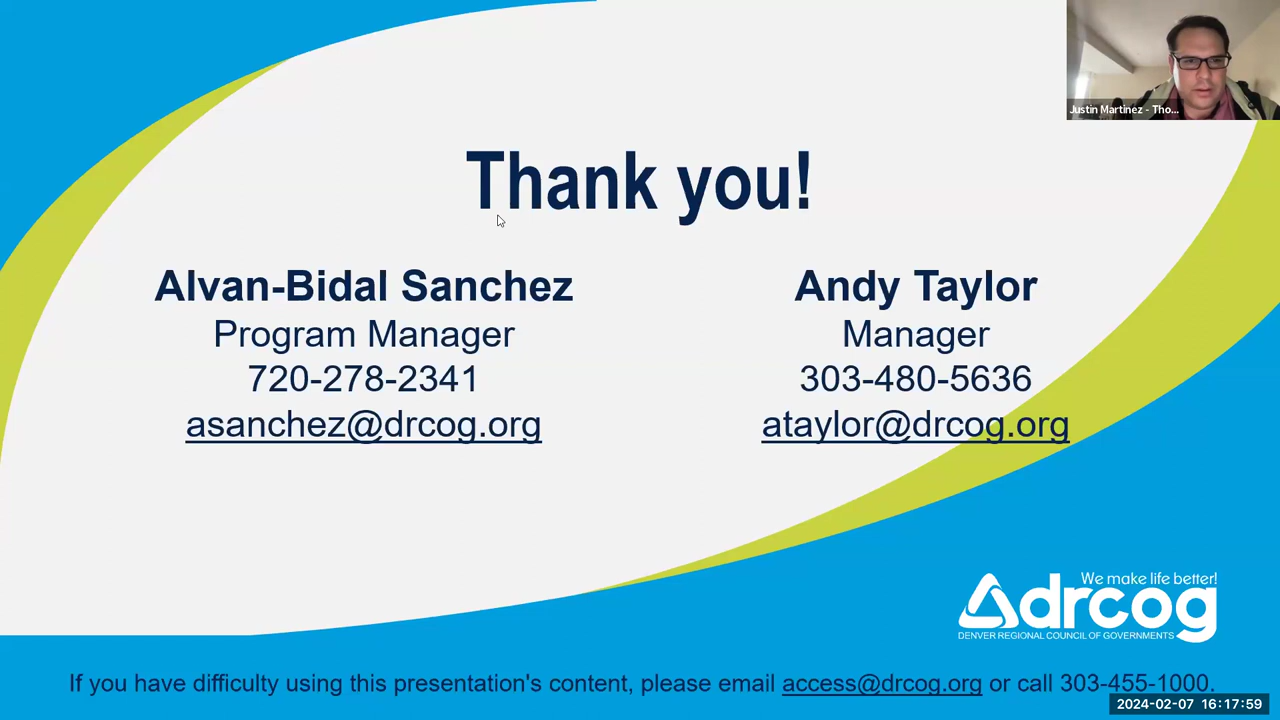 Justin Martinez - Tho...
Thank you!
Alvan-Bidal Sanchez
Program Manager
720-278-2341
asanchez@drcog.org
Andy Taylor
Manager
303-480-5636
ataylor@drcog.org
We make life better!
drcog
DENVER REGIONAL COUNCIL OF GOVERNMENTS
If you have difficulty using this presentation's content, please email access@drcog.org or call 303-455-1000.
2024-02-07 16:17:59